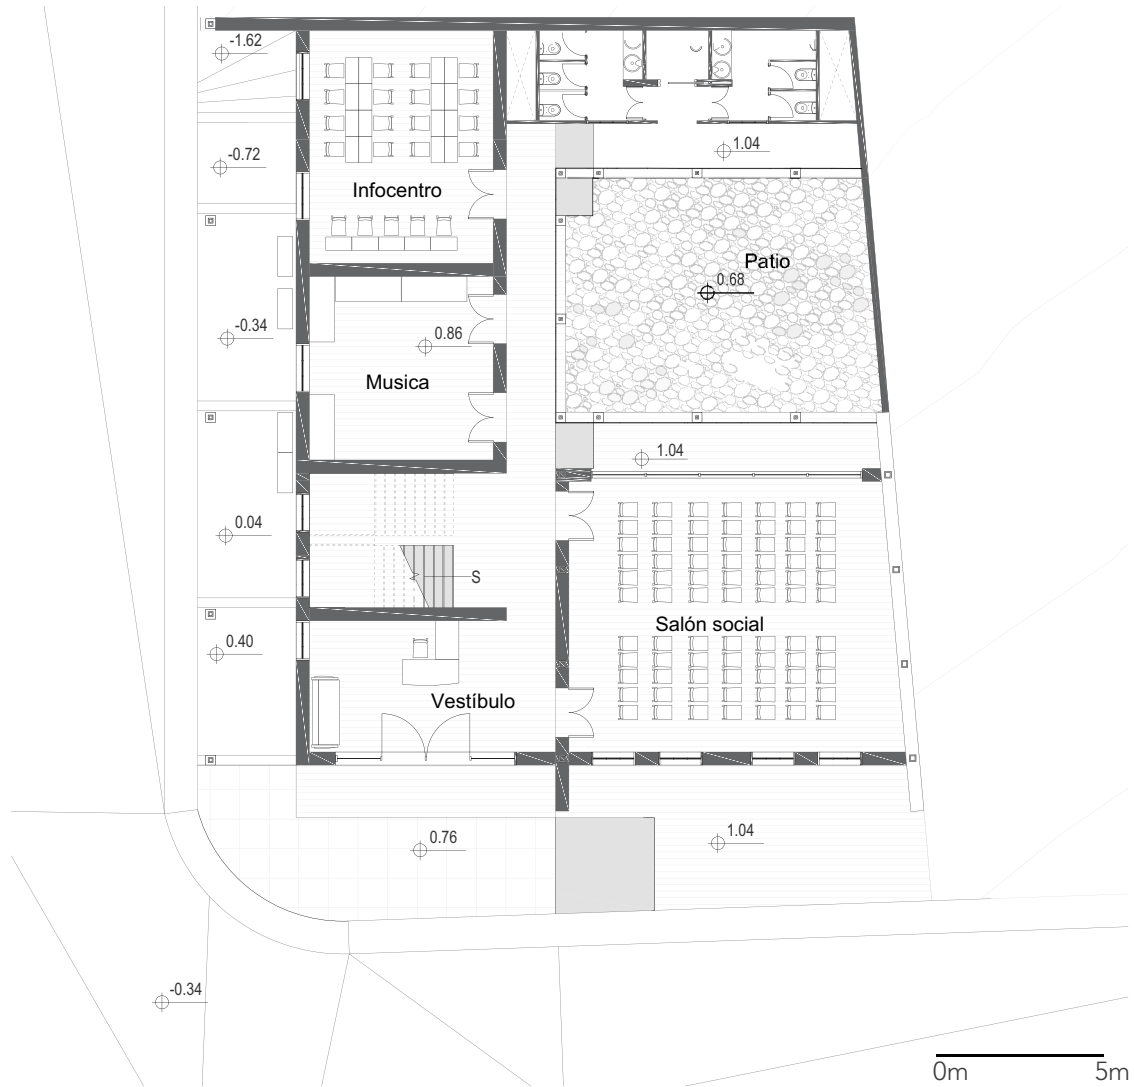 -1.62
1.04
-0.72
Infocentro
Patio
0.68
-0.34
0.86
Musica
1.04
0.04
S
Salón social
0.40
Vestíbulo
0.76
1.04
-0.34
0m 5m